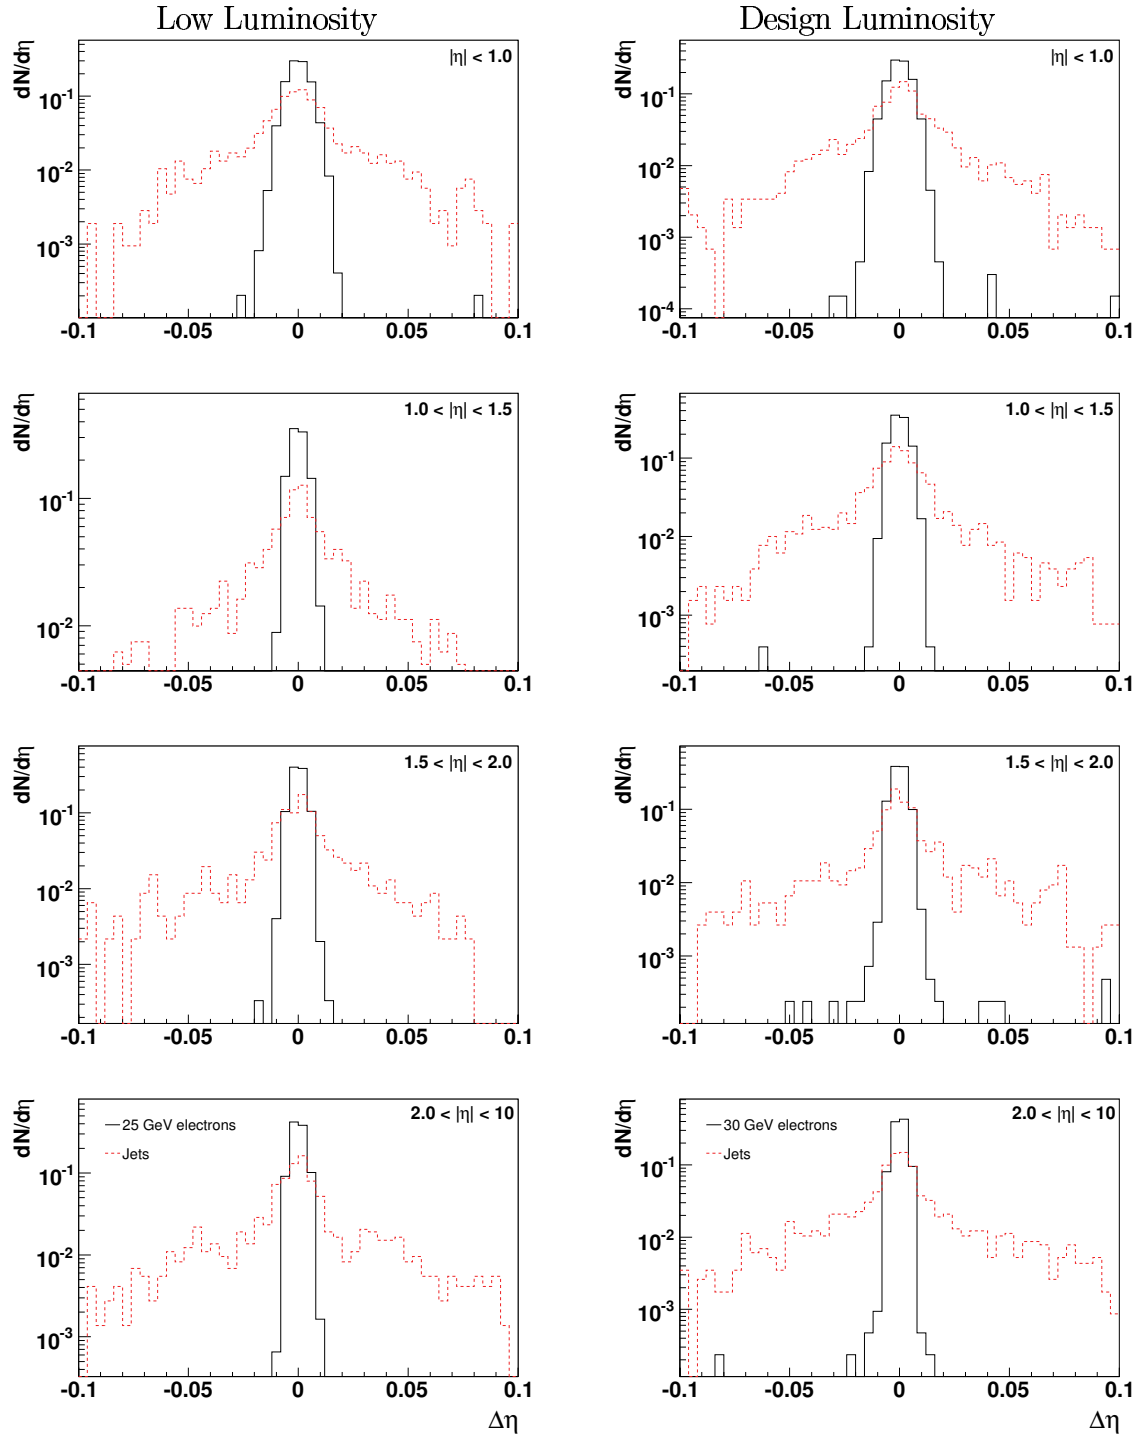 Low Luminosity
Design Luminosity
dN/dη
|η| < 1.0
10⁻¹
10⁻²
10⁻³
-0.1 -0.05 0 0.05 0.1
dN/dη
|η| < 1.0
10⁻¹
10⁻²
10⁻³
10⁻⁴
-0.1 -0.05 0 0.05 0.1
dN/dη
1.0 < |η| < 1.5
10⁻¹
10⁻²
-0.1 -0.05 0 0.05 0.1
dN/dη
1.0 < |η| < 1.5
10⁻¹
10⁻²
10⁻³
-0.1 -0.05 0 0.05 0.1
dN/dη
1.5 < |η| < 2.0
10⁻¹
10⁻²
10⁻³
-0.1 -0.05 0 0.05 0.1
dN/dη
1.5 < |η| < 2.0
10⁻¹
10⁻²
10⁻³
-0.1 -0.05 0 0.05 0.1
dN/dη
2.0 < |η| < 10
25 GeV electrons
Jets
10⁻¹
10⁻²
10⁻³
-0.1 -0.05 0 0.05 0.1
Δη
dN/dη
2.0 < |η| < 10
30 GeV electrons
Jets
10⁻¹
10⁻²
10⁻³
-0.1 -0.05 0 0.05 0.1
Δη